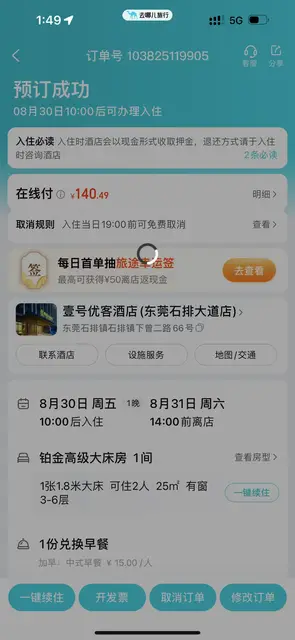 1:49
去哪儿旅行
5G
订单号 103825119905
客服
分享
预订成功
08月30日10:00后可办理入住
入住必读 入住时酒店会以现金形式收取押金，退还方式请于入住
时咨询酒店
2条必读
在线付 ¥140.49
明细
取消规则 入住当日19:00前可免费取消
查看
签
每日首单抽旅途幸运签
最高可获得¥50离店返现金
去查看
壹号优客酒店(东莞石排大道店)
东莞石排镇石排镇下曾二路66号
联系酒店
设施服务
地图/交通
8月30日 周五 1晚 8月31日 周六
10:00后入住 14:00前离店
铂金高级大床房 1间
查看房型
1张1.8米大床 可住2人 25㎡ 有窗
3-6层
一键续住
1份兑换早餐
加早：中式早餐 ¥ 15.00 /人
一键续住
开发票
取消订单
修改订单